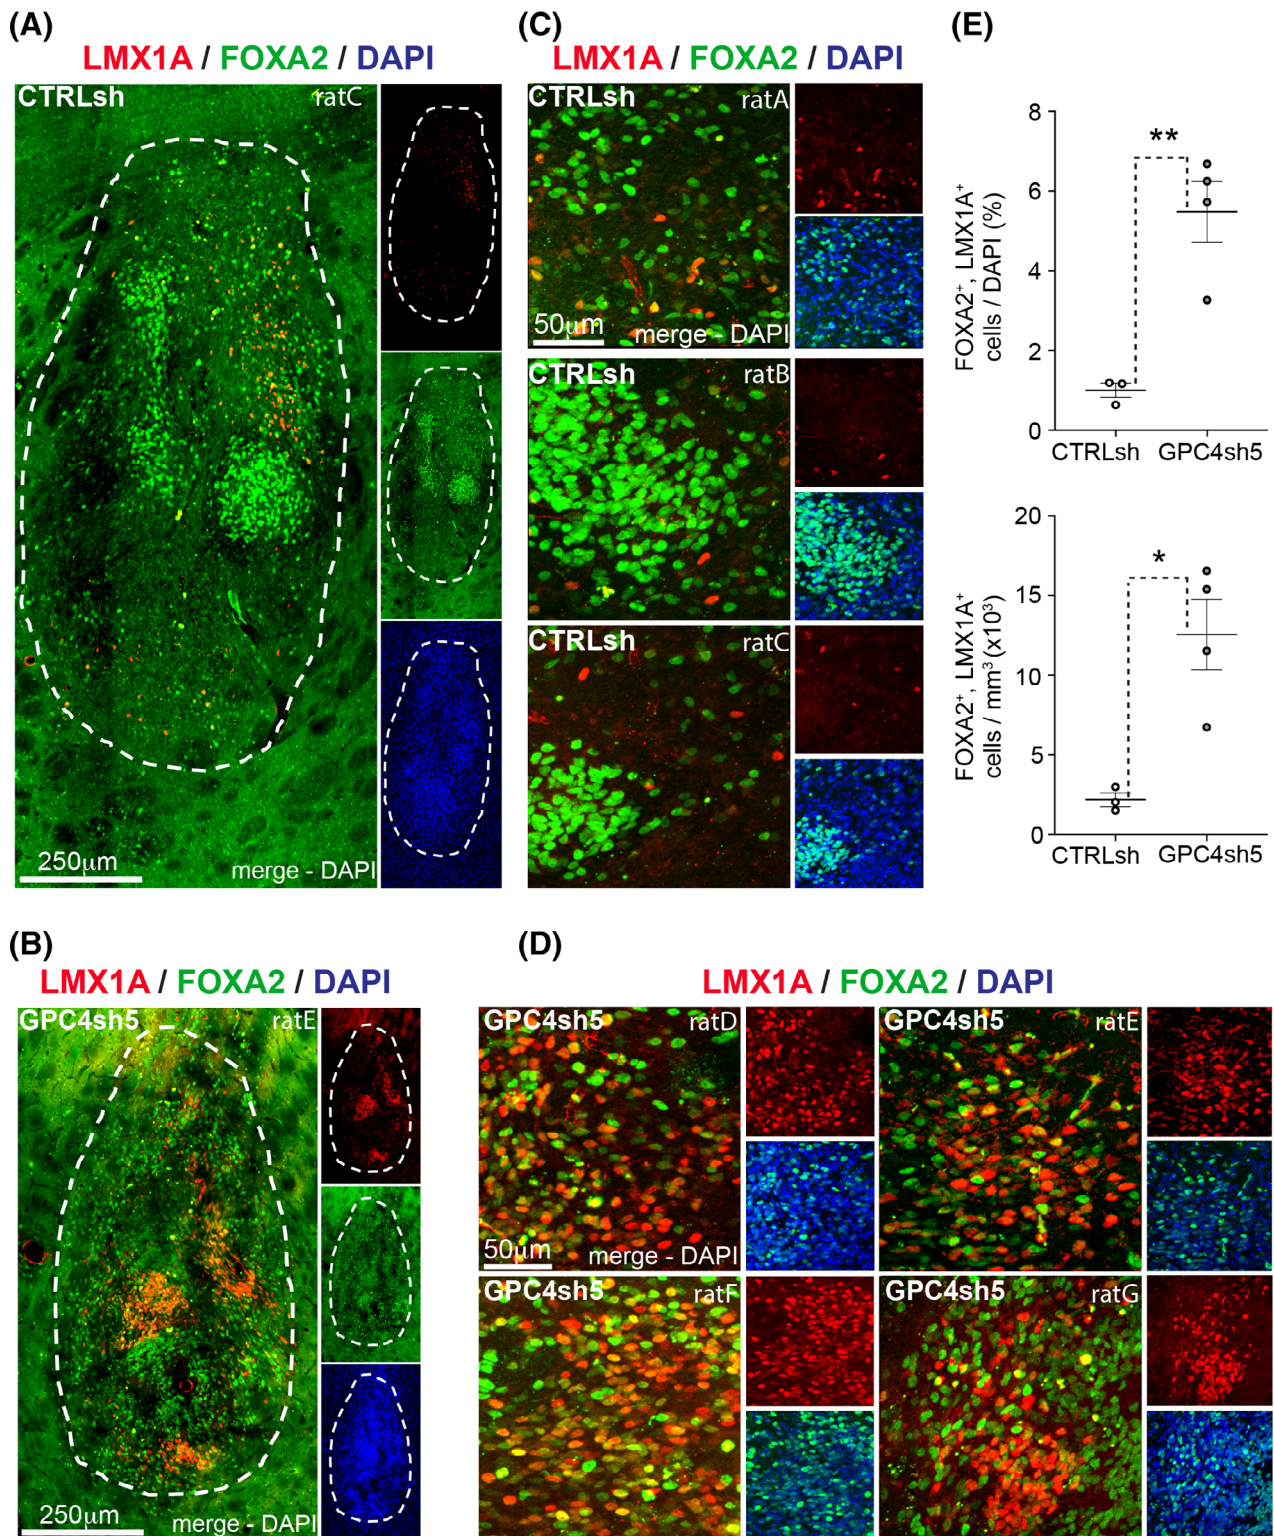 (A)
LMX1A / FOXA2 / DAPI
CTRLsh
ratC
250μm
merge - DAPI
(C)
LMX1A / FOXA2 / DAPI
CTRLsh
ratA
50μm
merge - DAPI
CTRLsh
ratB
CTRLsh
ratC
(E)
FOXA2⁺, LMX1A⁺
cells / DAPI (%)
8
6
4
2
0
**
CTRLsh
GPC4sh5
FOXA2⁺, LMX1A⁺
cells / mm³ (x10³)
20
15
10
5
0
*
CTRLsh
GPC4sh5
(B)
LMX1A / FOXA2 / DAPI
GPC4sh5
ratE
250μm
merge - DAPI
(D)
LMX1A / FOXA2 / DAPI
GPC4sh5
ratD
50μm
merge - DAPI
GPC4sh5
ratE
GPC4sh5
ratF
GPC4sh5
ratG